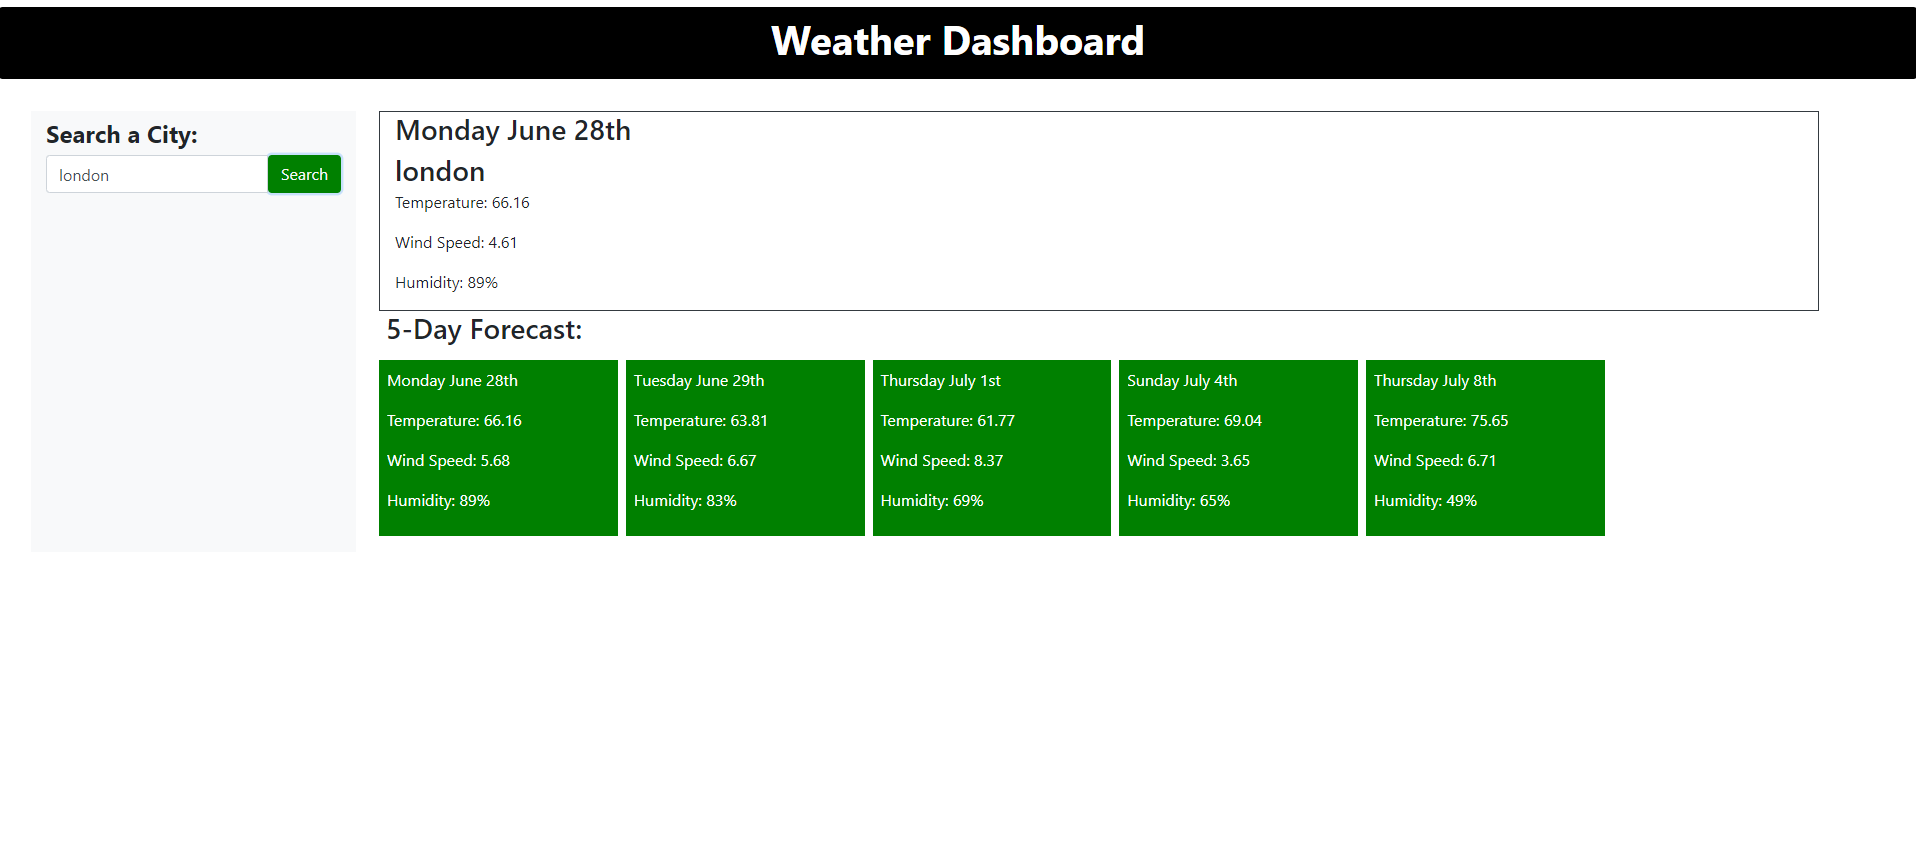 Weather Dashboard
Search a City:
london
Search
Monday June 28th
london
Temperature: 66.16
Wind Speed: 4.61
Humidity: 89%
5-Day Forecast:
Monday June 28th
Temperature: 66.16
Wind Speed: 5.68
Humidity: 89%
Tuesday June 29th
Temperature: 63.81
Wind Speed: 6.67
Humidity: 83%
Thursday July 1st
Temperature: 61.77
Wind Speed: 8.37
Humidity: 69%
Sunday July 4th
Temperature: 69.04
Wind Speed: 3.65
Humidity: 65%
Thursday July 8th
Temperature: 75.65
Wind Speed: 6.71
Humidity: 49%